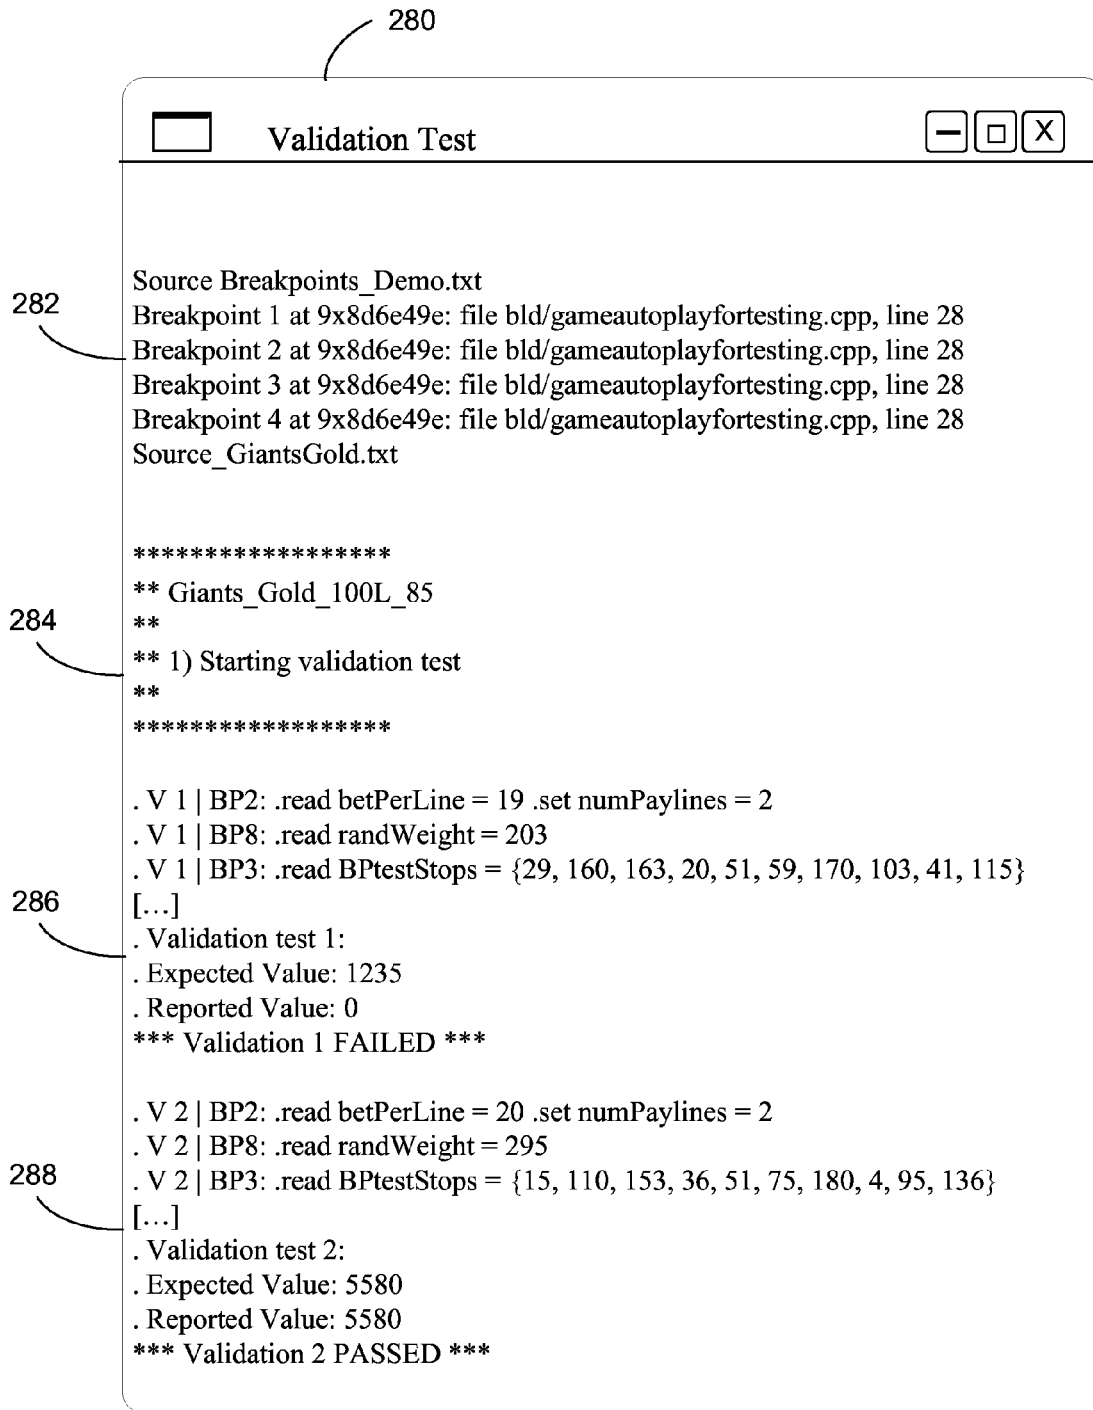 280
Validation Test
X
Source Breakpoints_Demo.txt
282
Breakpoint 1 at 9x8d6e49e: file bld/gameautoplayfortesting.cpp, line 28
Breakpoint 2 at 9x8d6e49e: file bld/gameautoplayfortesting.cpp, line 28
Breakpoint 3 at 9x8d6e49e: file bld/gameautoplayfortesting.cpp, line 28
Breakpoint 4 at 9x8d6e49e: file bld/gameautoplayfortesting.cpp, line 28
Source_GiantsGold.txt
******************
** Giants_Gold_100L_85
**
284
** 1) Starting validation test
**
******************
. V 1 | BP2: .read betPerLine = 19 .set numPaylines = 2
. V 1 | BP8: .read randWeight = 203
. V 1 | BP3: .read BPtestStops = {29, 160, 163, 20, 51, 59, 170, 103, 41, 115}
286
[…]
. Validation test 1:
. Expected Value: 1235
. Reported Value: 0
*** Validation 1 FAILED ***
. V 2 | BP2: .read betPerLine = 20 .set numPaylines = 2
. V 2 | BP8: .read randWeight = 295
288
. V 2 | BP3: .read BPtestStops = {15, 110, 153, 36, 51, 75, 180, 4, 95, 136}
[…]
. Validation test 2:
. Expected Value: 5580
. Reported Value: 5580
*** Validation 2 PASSED ***